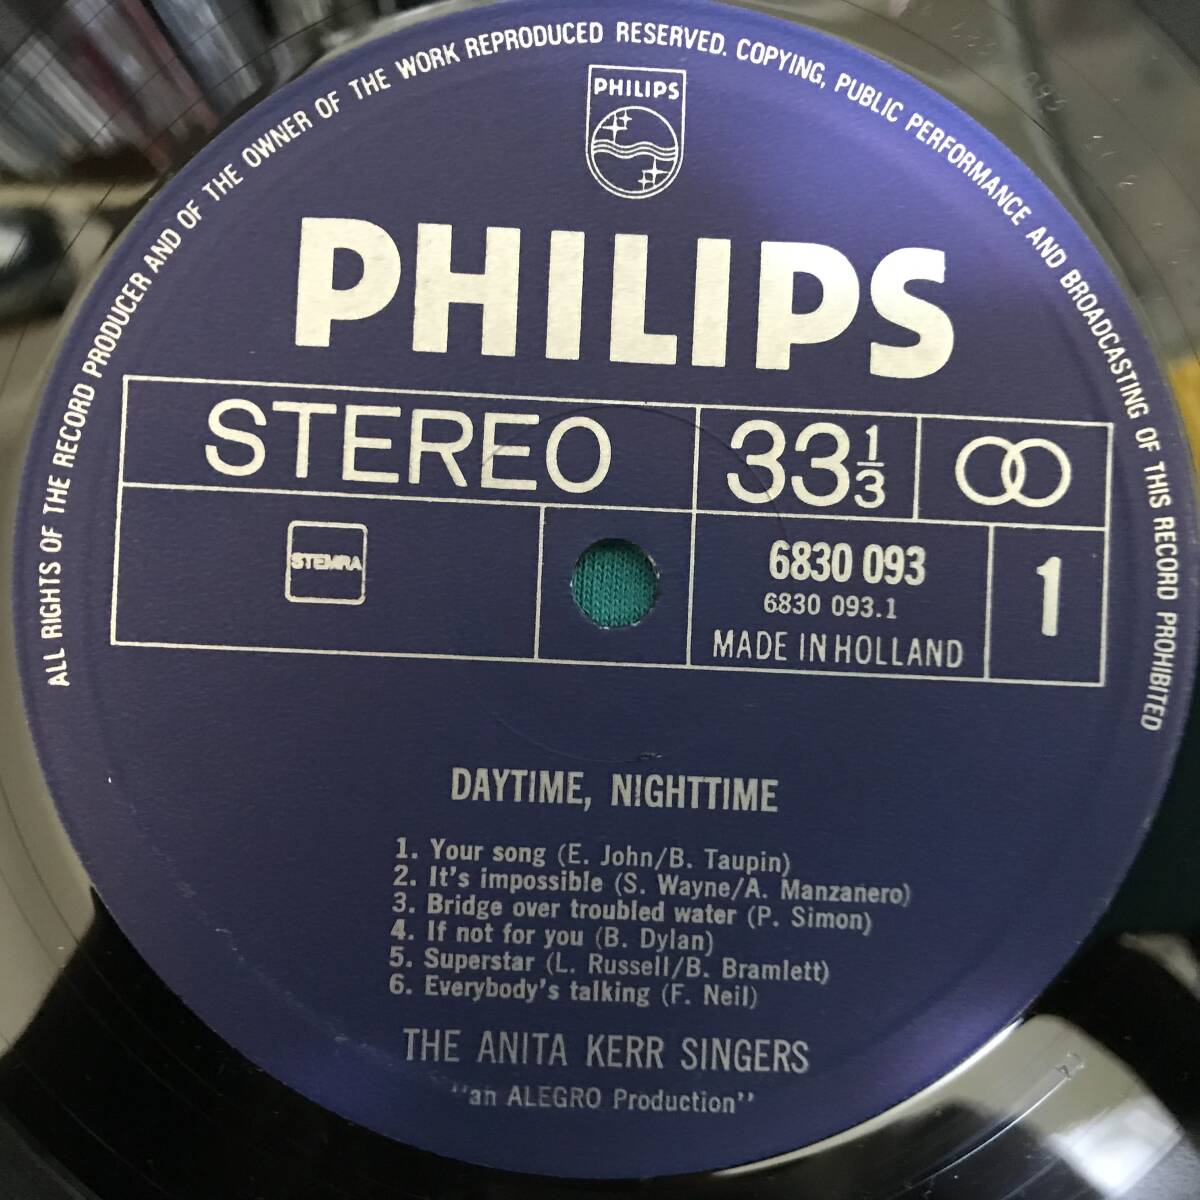 ALL RIGHTS OF THE RECORD PRODUCER AND OF THE OWNER OF THE WORK REPRODUCED RESERVED. COPYING, PUBLIC PERFORMANCE AND BROADCASTING OF THIS RECORD PROHIBITED
PHILIPS
PHILIPS
STEREO
33 1/3
STEMRA
6830 093
6830 093.1
MADE IN HOLLAND
1
DAYTIME, NIGHTTIME
1. Your song (E. John/B. Taupin)
2. It's impossible (S. Wayne/A. Manzanero)
3. Bridge over troubled water (P. Simon)
4. If not for you (B. Dylan)
5. Superstar (L. Russell/B. Bramlett)
6. Everybody's talking (F. Neil)
THE ANITA KERR SINGERS
"an ALEGRO Production"